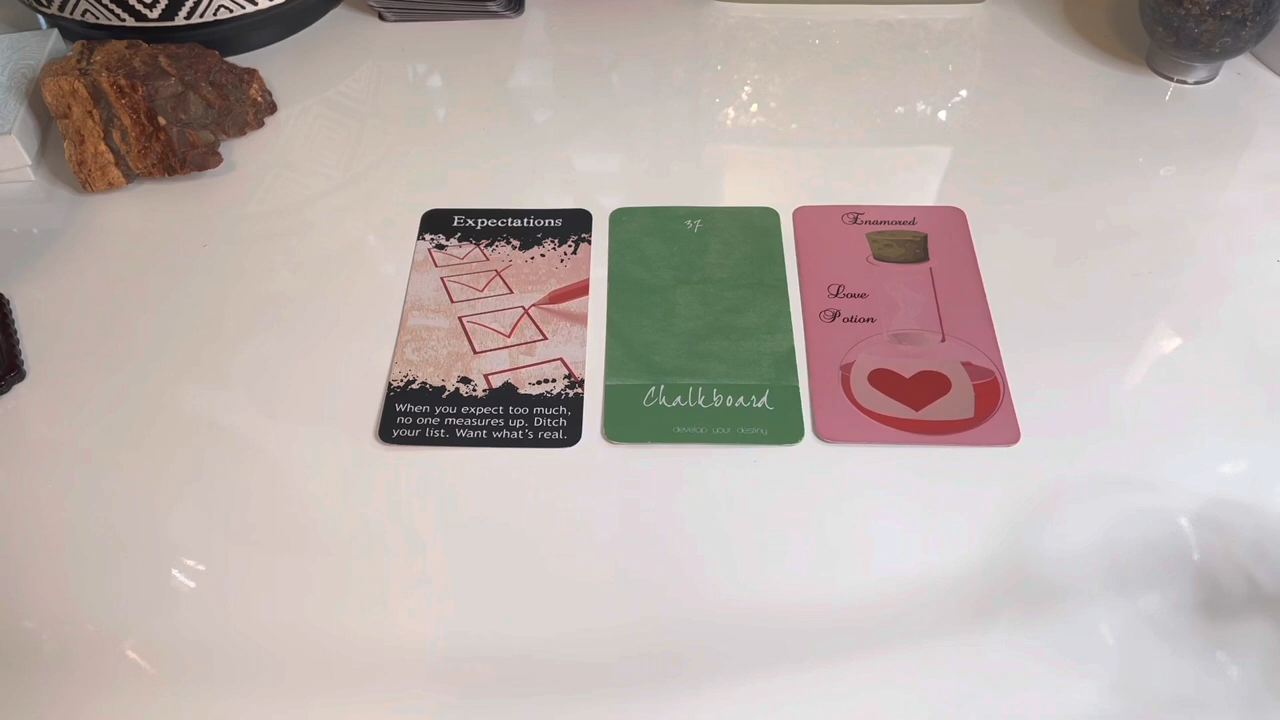 Expectations
When you expect too much,
no one measures up. Ditch
your list. Want what's real.
37
Chalkboard
develop your destiny
Enamored
Love
Potion